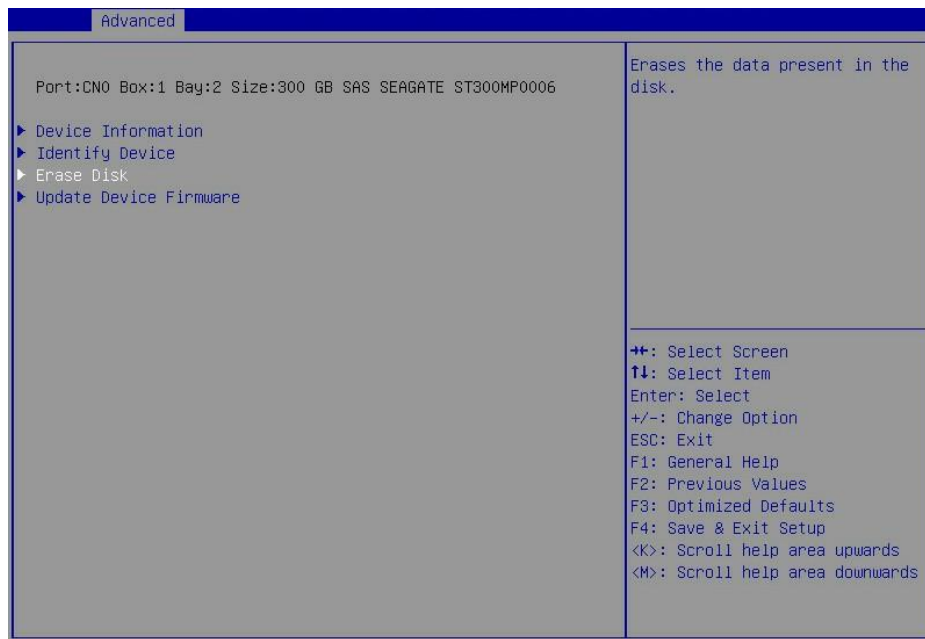 Advanced
Port:CN0 Box:1 Bay:2 Size:300 GB SAS SEAGATE ST300MP0006
Device Information
Identify Device
Erase Disk
Update Device Firmware
Erases the data present in the
disk.
→←: Select Screen
↑↓: Select Item
Enter: Select
+/-: Change Option
ESC: Exit
F1: General Help
F2: Previous Values
F3: Optimized Defaults
F4: Save & Exit Setup
<K>: Scroll help area upwards
<M>: Scroll help area downwards